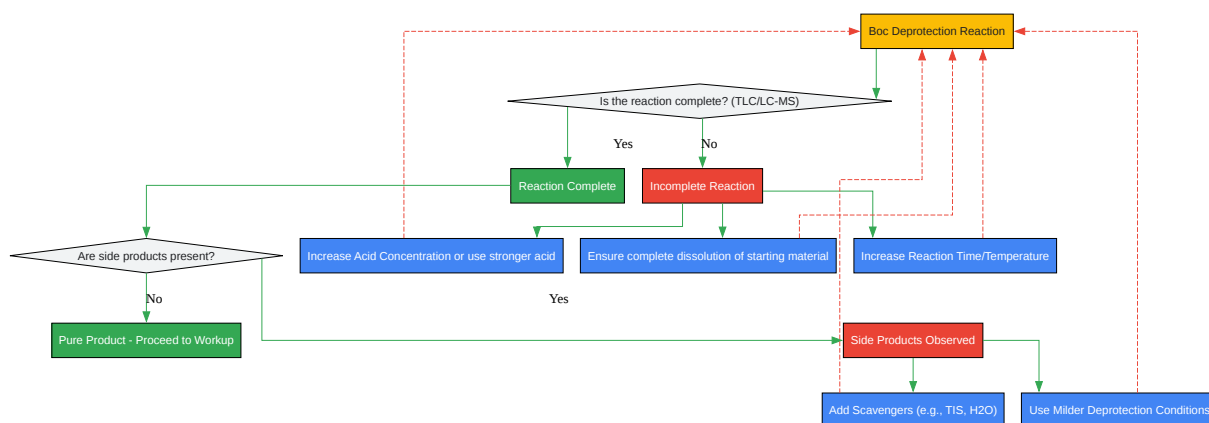 Boc Deprotection Reaction
Is the reaction complete? (TLC/LC-MS)
Yes
No
Reaction Complete
Incomplete Reaction
Are side products present?
Increase Acid Concentration or use stronger acid
Ensure complete dissolution of starting material
Increase Reaction Time/Temperature
No
Yes
Pure Product - Proceed to Workup
Side Products Observed
Add Scavengers (e.g., TIS, H2O)
Use Milder Deprotection Conditions